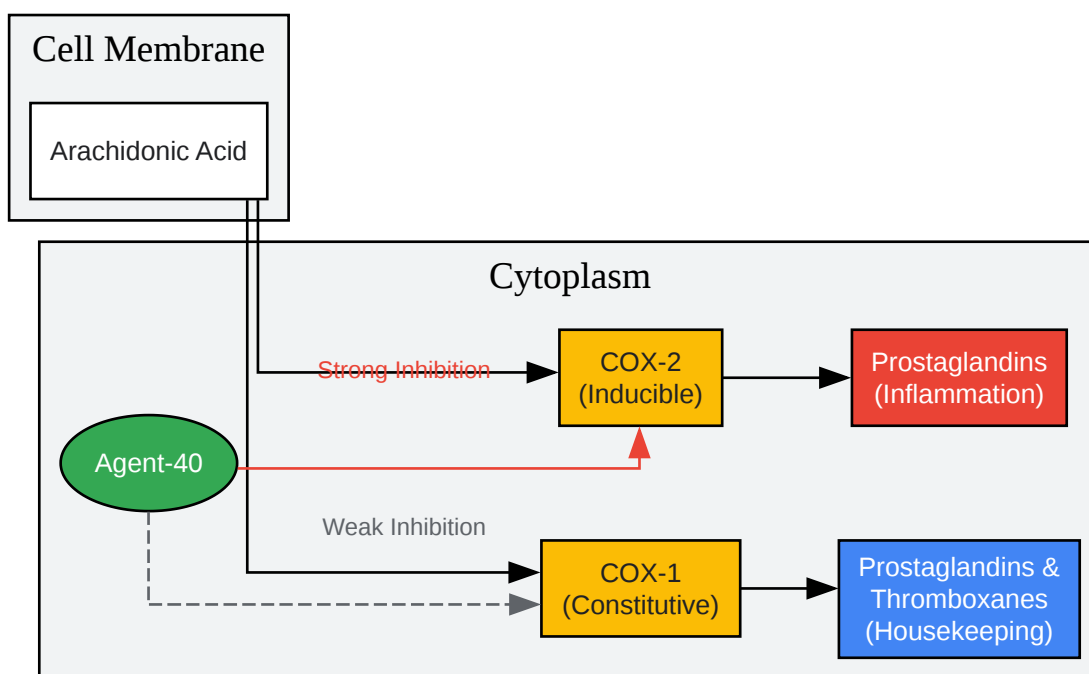 Cell Membrane
Arachidonic Acid
Cytoplasm
Strong Inhibition
COX-2
(Inducible)
Prostaglandins
(Inflammation)
Agent-40
Weak Inhibition
COX-1
(Constitutive)
Prostaglandins &
Thromboxanes
(Housekeeping)